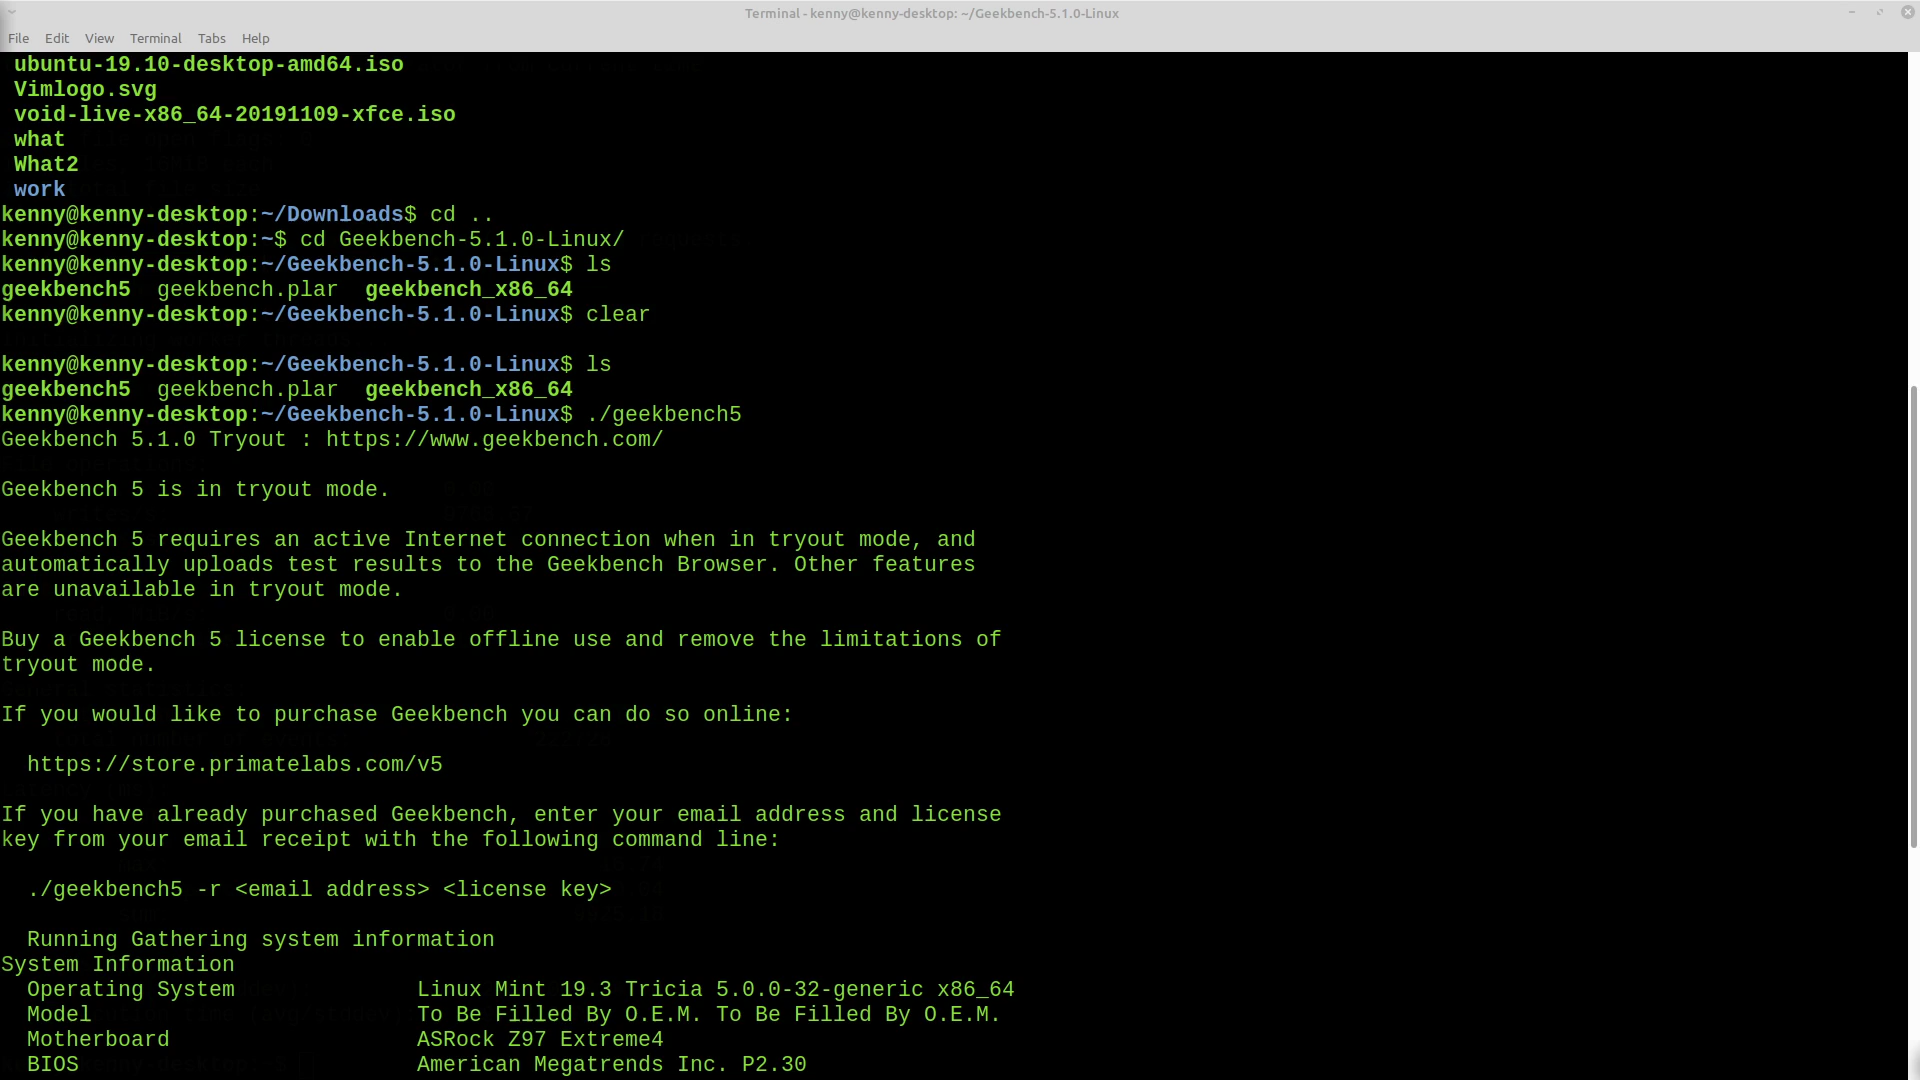 Terminal - kenny@kenny-desktop: ~/Geekbench-5.1.0-Linux
File Edit View Terminal Tabs Help
ubuntu-19.10-desktop-amd64.iso
Vimlogo.svg
void-live-x86_64-20191109-xfce.iso
what
What2
work
kenny@kenny-desktop:~/Downloads$ cd ..
kenny@kenny-desktop:~$ cd Geekbench-5.1.0-Linux/
kenny@kenny-desktop:~/Geekbench-5.1.0-Linux$ ls
geekbench5  geekbench.plar  geekbench_x86_64
kenny@kenny-desktop:~/Geekbench-5.1.0-Linux$ clear
kenny@kenny-desktop:~/Geekbench-5.1.0-Linux$ ls
geekbench5  geekbench.plar  geekbench_x86_64
kenny@kenny-desktop:~/Geekbench-5.1.0-Linux$ ./geekbench5
Geekbench 5.1.0 Tryout : https://www.geekbench.com/
Geekbench 5 is in tryout mode.
Geekbench 5 requires an active Internet connection when in tryout mode, and
automatically uploads test results to the Geekbench Browser. Other features
are unavailable in tryout mode.
Buy a Geekbench 5 license to enable offline use and remove the limitations of
tryout mode.
If you would like to purchase Geekbench you can do so online:
https://store.primatelabs.com/v5
If you have already purchased Geekbench, enter your email address and license
key from your email receipt with the following command line:
./geekbench5 -r <email address> <license key>
Running Gathering system information
System Information
Operating System Linux Mint 19.3 Tricia 5.0.0-32-generic x86_64
Model To Be Filled By O.E.M. To Be Filled By O.E.M.
Motherboard ASRock Z97 Extreme4
BIOS American Megatrends Inc. P2.30